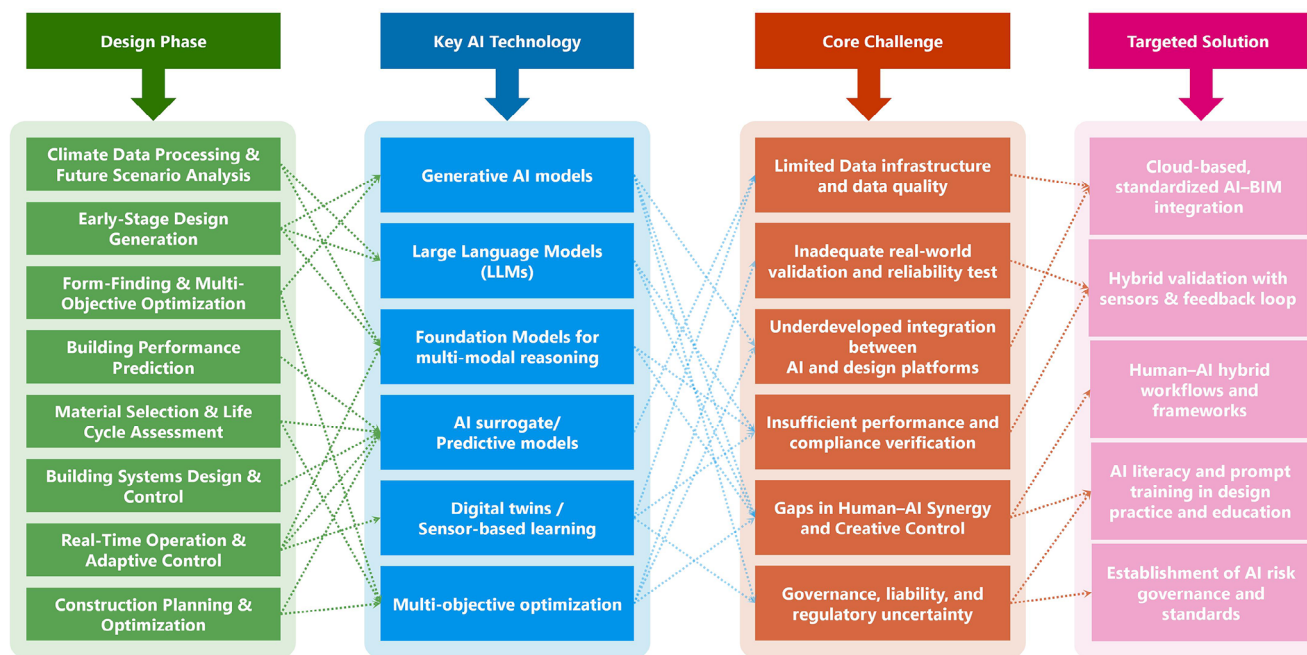 Design Phase
Key AI Technology
Core Challenge
Targeted Solution
Climate Data Processing &
Future Scenario Analysis
Early-Stage Design
Generation
Form-Finding & Multi-
Objective Optimization
Building Performance
Prediction
Material Selection & Life
Cycle Assessment
Building Systems Design &
Control
Real-Time Operation &
Adaptive Control
Construction Planning &
Optimization
Generative AI models
Large Language Models
(LLMs)
Foundation Models for
multi-modal reasoning
AI surrogate/
Predictive models
Digital twins /
Sensor-based learning
Multi-objective optimization
Limited Data infrastructure
and data quality
Inadequate real-world
validation and reliability test
Underdeveloped integration
between
AI and design platforms
Insufficient performance and
compliance verification
Gaps in Human–AI Synergy
and Creative Control
Governance, liability, and
regulatory uncertainty
Cloud-based,
standardized AI–BIM
integration
Hybrid validation with
sensors & feedback loop
Human–AI hybrid
workflows and
frameworks
AI literacy and prompt
training in design
practice and education
Establishment of AI risk
governance and
standards